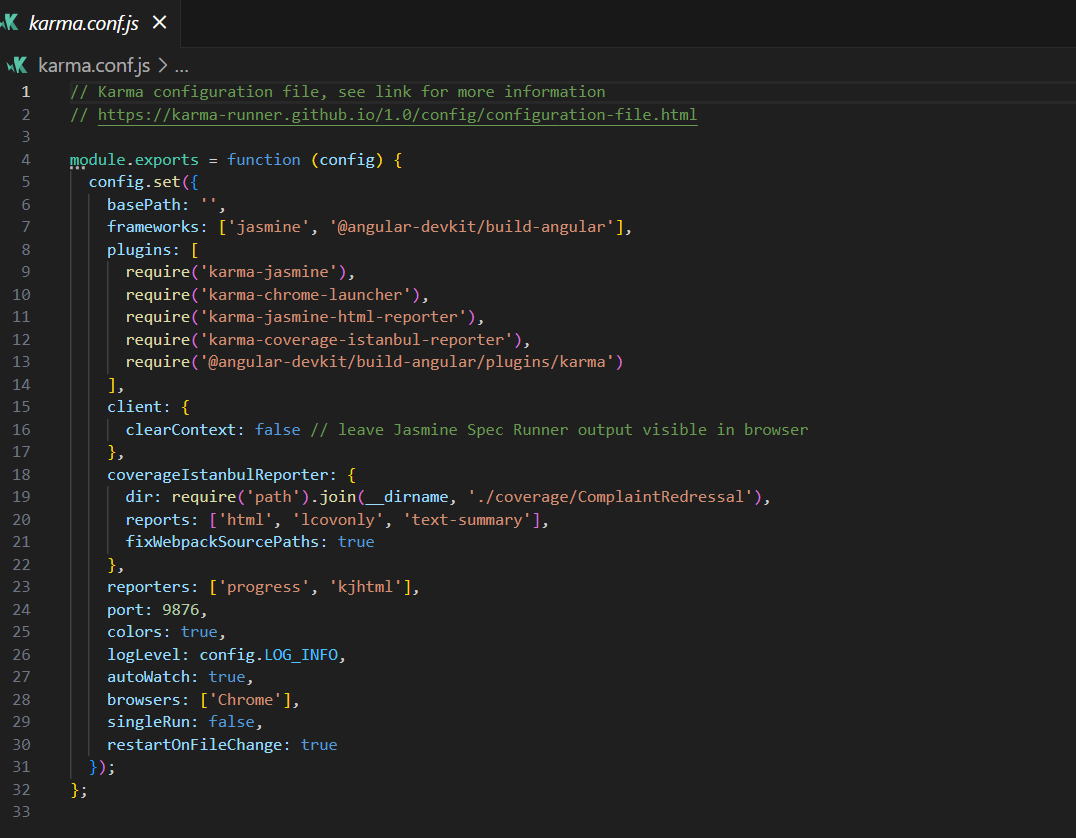 karma.conf.js
karma.conf.js > ...
1 // Karma configuration file, see link for more information
2 // https://karma-runner.github.io/1.0/config/configuration-file.html
3
4 module.exports = function (config) {
5   config.set({
6     basePath: '',
7     frameworks: ['jasmine', '@angular-devkit/build-angular'],
8     plugins: [
9       require('karma-jasmine'),
10       require('karma-chrome-launcher'),
11       require('karma-jasmine-html-reporter'),
12       require('karma-coverage-istanbul-reporter'),
13       require('@angular-devkit/build-angular/plugins/karma')
14     ],
15     client: {
16       clearContext: false // leave Jasmine Spec Runner output visible in browser
17     },
18     coverageIstanbulReporter: {
19       dir: require('path').join(__dirname, './coverage/ComplaintRedressal'),
20       reports: ['html', 'lcovonly', 'text-summary'],
21       fixWebpackSourcePaths: true
22     },
23     reporters: ['progress', 'kjhtml'],
24     port: 9876,
25     colors: true,
26     logLevel: config.LOG_INFO,
27     autoWatch: true,
28     browsers: ['Chrome'],
29     singleRun: false,
30     restartOnFileChange: true
31   });
32 };
33